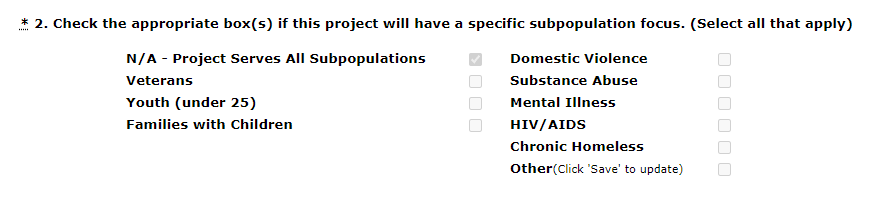 * 2. Check the appropriate box(s) if this project will have a specific subpopulation focus. (Select all that apply)
N/A - Project Serves All Subpopulations
Veterans
Youth (under 25)
Families with Children
Domestic Violence
Substance Abuse
Mental Illness
HIV/AIDS
Chronic Homeless
Other(Click 'Save' to update)